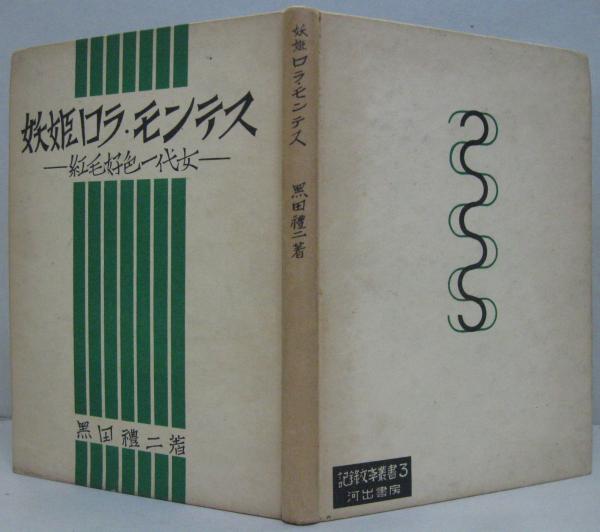 妖姫ロラ・モンテス
―紅毛好色一代女―
黒田禮二著
妖姫ロラ・モンテス
黒田禮二著
記録文学叢書3
河出書房